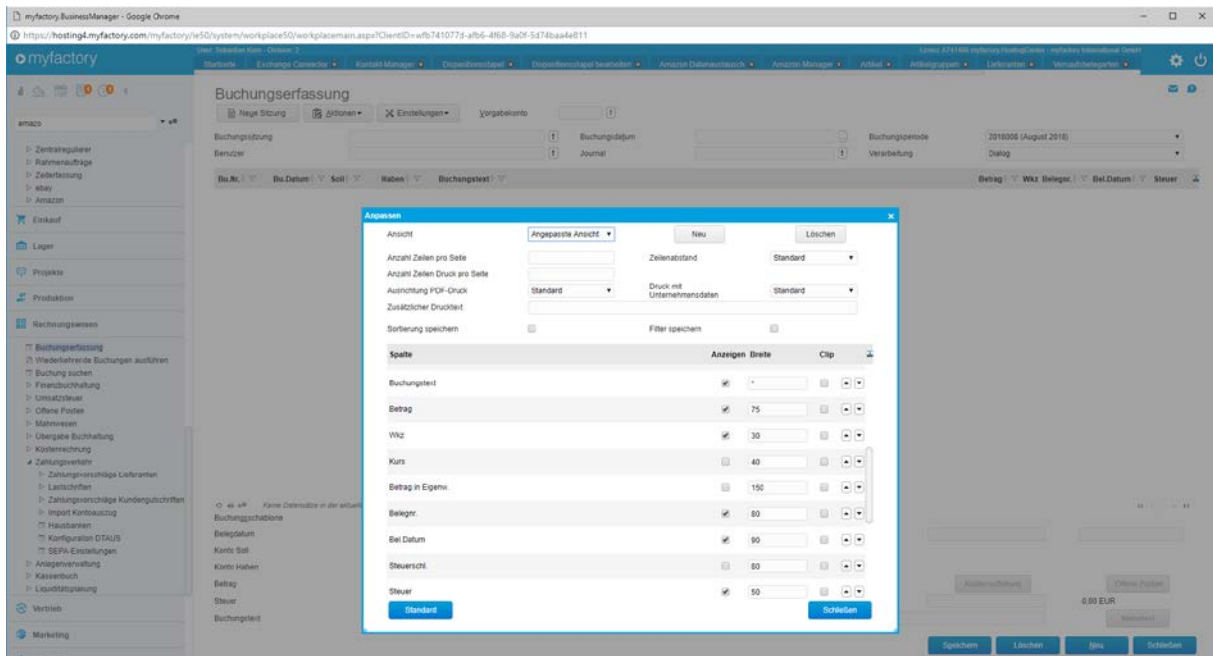 myfactory.BusinessManager - Google Chrome
https://hosting4.myfactory.com/myfactory/ie50/system/workplace50/workplacemain.aspx?ClientID=wfb741077d-afb6-4f68-9a0f-5d74baa4e811
myfactory
Startseite Exchange Connector Kontakt-Manager Dispositionsstapel Dispositionsstapel bearbeiten Amazon Datenaustausch Amazon Manager Artikel Artikelgruppen Lieferanten Versandbelegarten
Buchungserfassung
Neue Sitzung Aktionen Einstellungen Vorgabekonto
amazo
Buchungssitzung Buchungsdatum Buchungsperiode 2018008 (August 2018)
Benutzer Journal Verarbeitung Dialog
Bu.Nr. Bu.Datum Soll Haben Buchungstext Betrag Wkz Belegnr. Bel.Datum Steuer
Zentralregulierer
Rahmenaufträge
Zeiterfassung
ebay
Amazon
Einkauf
Lager
Projekte
Produktion
Rechnungswesen
Buchungserfassung
Wiederkehrende Buchungen ausführen
Buchung suchen
Finanzbuchhaltung
Umsatzsteuer
Offene Posten
Mahnwesen
Übergabe Buchhaltung
Kostenrechnung
Zahlungsverkehr
Zahlungsvorschläge Lieferanten
Lastschriften
Zahlungsvorschläge Kundengutschriften
Import Kontoauszug
Hausbanken
Konfiguration DTAUS
SEPA-Einstellungen
Anlagenverwaltung
Kassenbuch
Liquiditätsplanung
Vertrieb
Marketing
Anpassen
Ansicht Angepasste Ansicht Neu Löschen
Anzahl Zeilen pro Seite Zeilenabstand Standard
Anzahl Zeilen Druck pro Seite
Ausrichtung PDF-Druck Standard Druck mit Unternehmensdaten Standard
Zusätzlicher Drucktext
Sortierung speichern Filter speichern
Spalte Anzeigen Breite Clip
Buchungstext *
Betrag 75
Wkz 30
Kurs 40
Betrag in Eigenw. 150
Belegnr. 80
Bel.Datum 90
Steuerschl. 80
Steuer 50
Standard Schließen
Keine Datensätze in der
Buchungsschablone
Belegdatum
Konto Soll
Konto Haben
Betrag Offene Posten
Steuer 0,00 EUR
Buchungstext
Speichern Löschen Neu Schließen